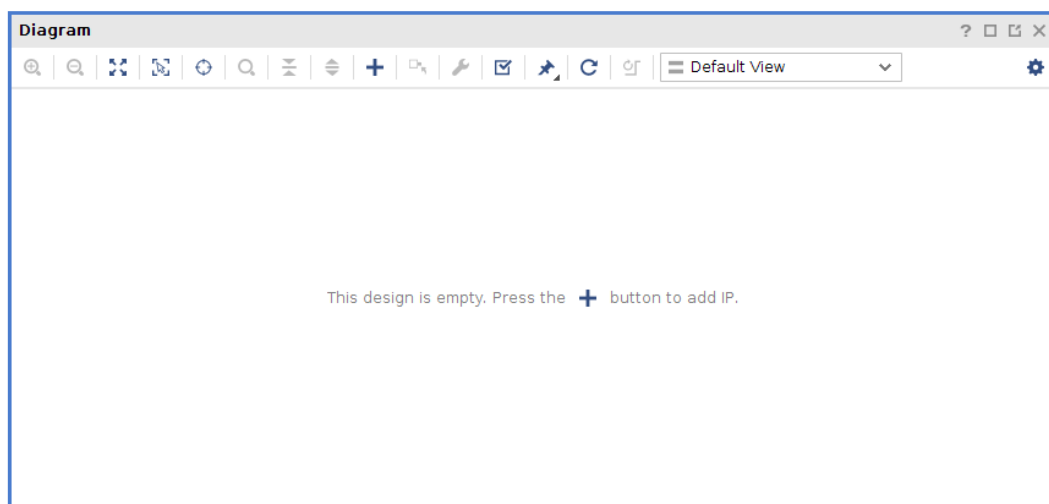 Diagram
Default View
This design is empty. Press the + button to add IP.